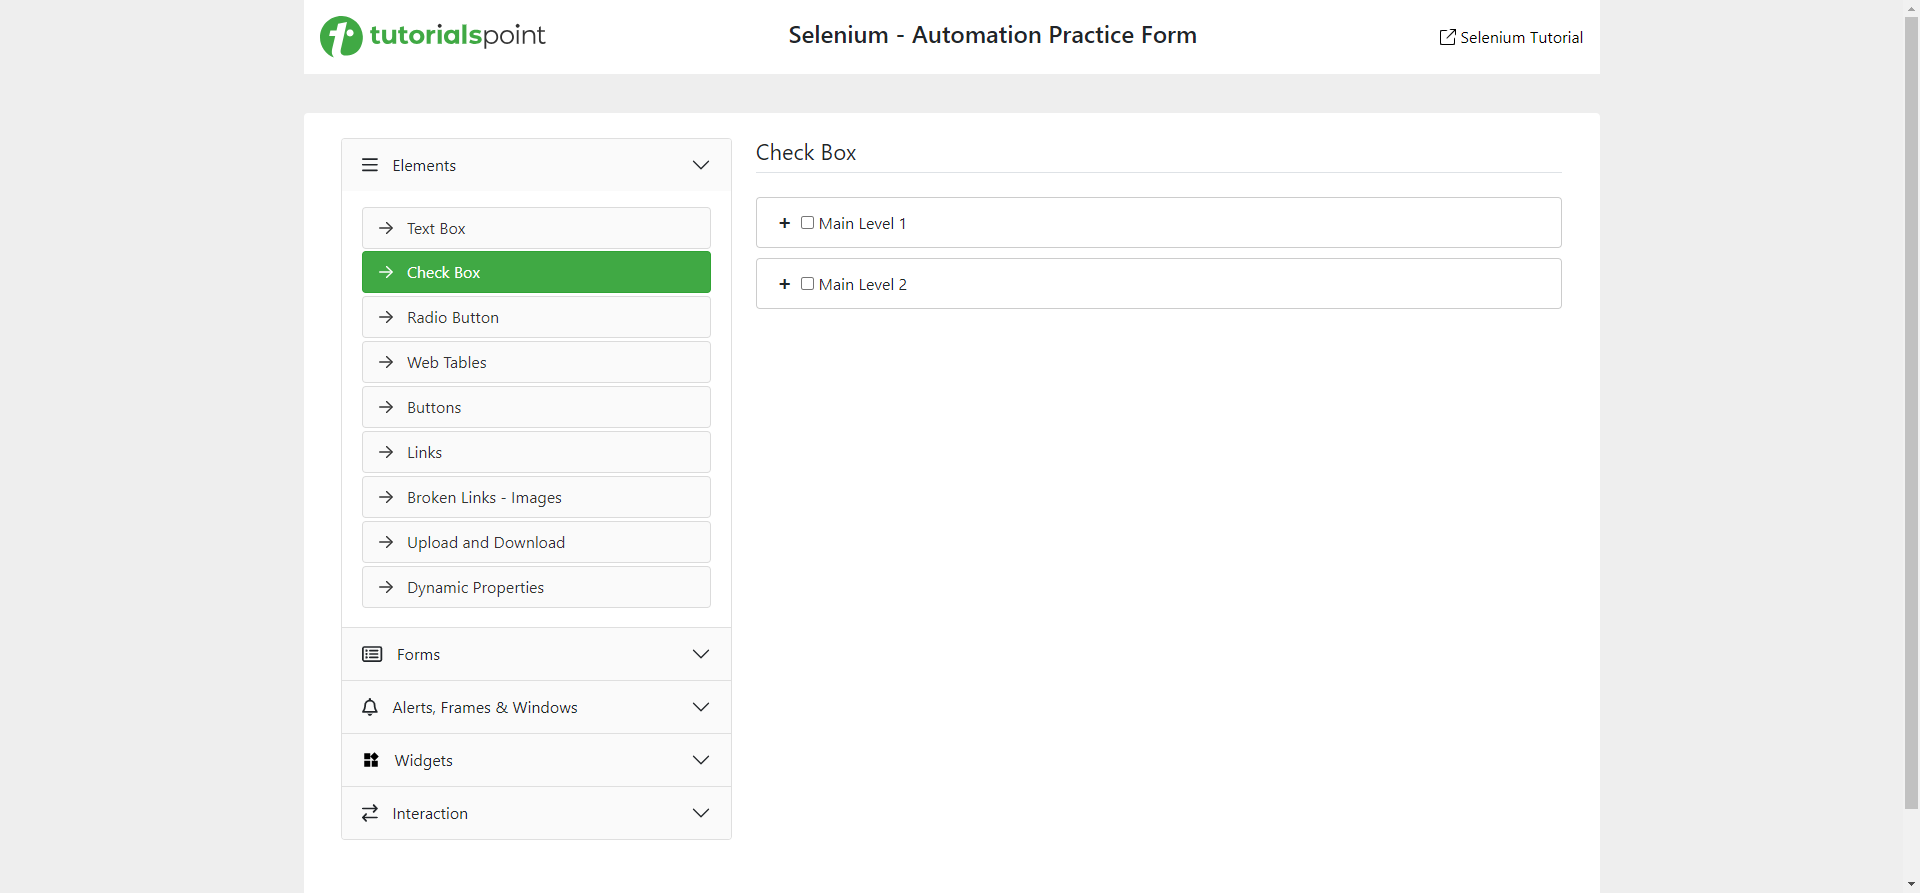 tutorialspoint
Selenium - Automation Practice Form
Selenium Tutorial
Elements
Text Box
Check Box
Radio Button
Web Tables
Buttons
Links
Broken Links - Images
Upload and Download
Dynamic Properties
Forms
Alerts, Frames & Windows
Widgets
Interaction
Check Box
+ Main Level 1
+ Main Level 2